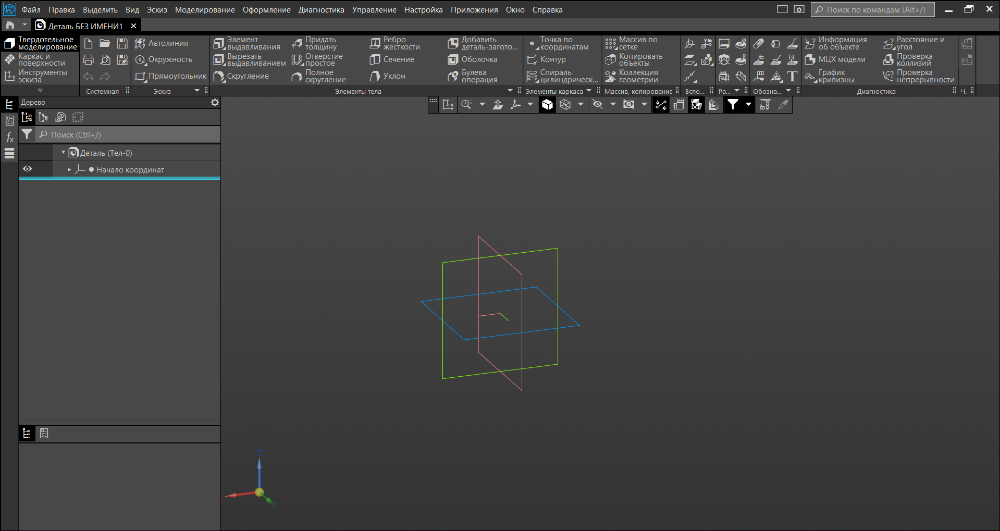 Файл Правка Выделить Вид Эскиз Моделирование Оформление Диагностика Управление Настройка Приложения Окно Справка Поиск по командам (Alt+/)
Деталь БЕЗ ИМЕНИ1
Твердотельное
моделирование
Каркас и
поверхности
Инструменты
эскиза
Системная
Автолиния
Окружность
Прямоугольник
Эскиз
Элемент
выдавливания
Вырезать
выдавливанием
Скругление
Придать
толщину
Отверстие
простое
Полное
скругление
Ребро
жесткости
Сечение
Уклон
Добавить
деталь-загото...
Оболочка
Булева
операция
Элементы тела
Точка по
координатам
Контур
Спираль
цилиндрическ...
Элементы каркаса
Массив по
сетке
Копировать
объекты
Коллекция
геометрии
Массив, копирование
Вспо...
Ра...
Обозна...
Информация
об объекте
МЦХ модели
График
кривизны
Расстояние и
угол
Проверка
коллизий
Проверка
непрерывности
Диагностика
Ч.
Дерево
Поиск (Ctrl+/)
Деталь (Тел-0)
Начало координат
Z
X
Y